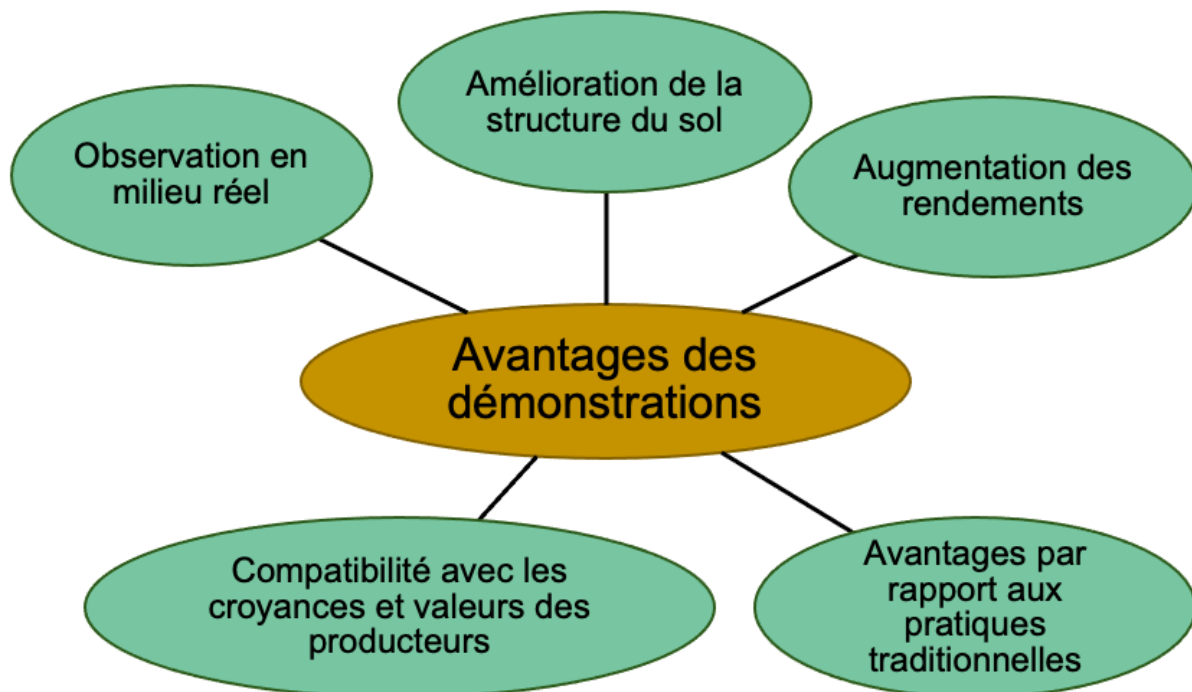 Amélioration de la
structure du sol
Observation en
milieu réel
Augmentation des
rendements
Avantages des
démonstrations
Compatibilité avec les
croyances et valeurs des
producteurs
Avantages par
rapport aux
pratiques
traditionnelles